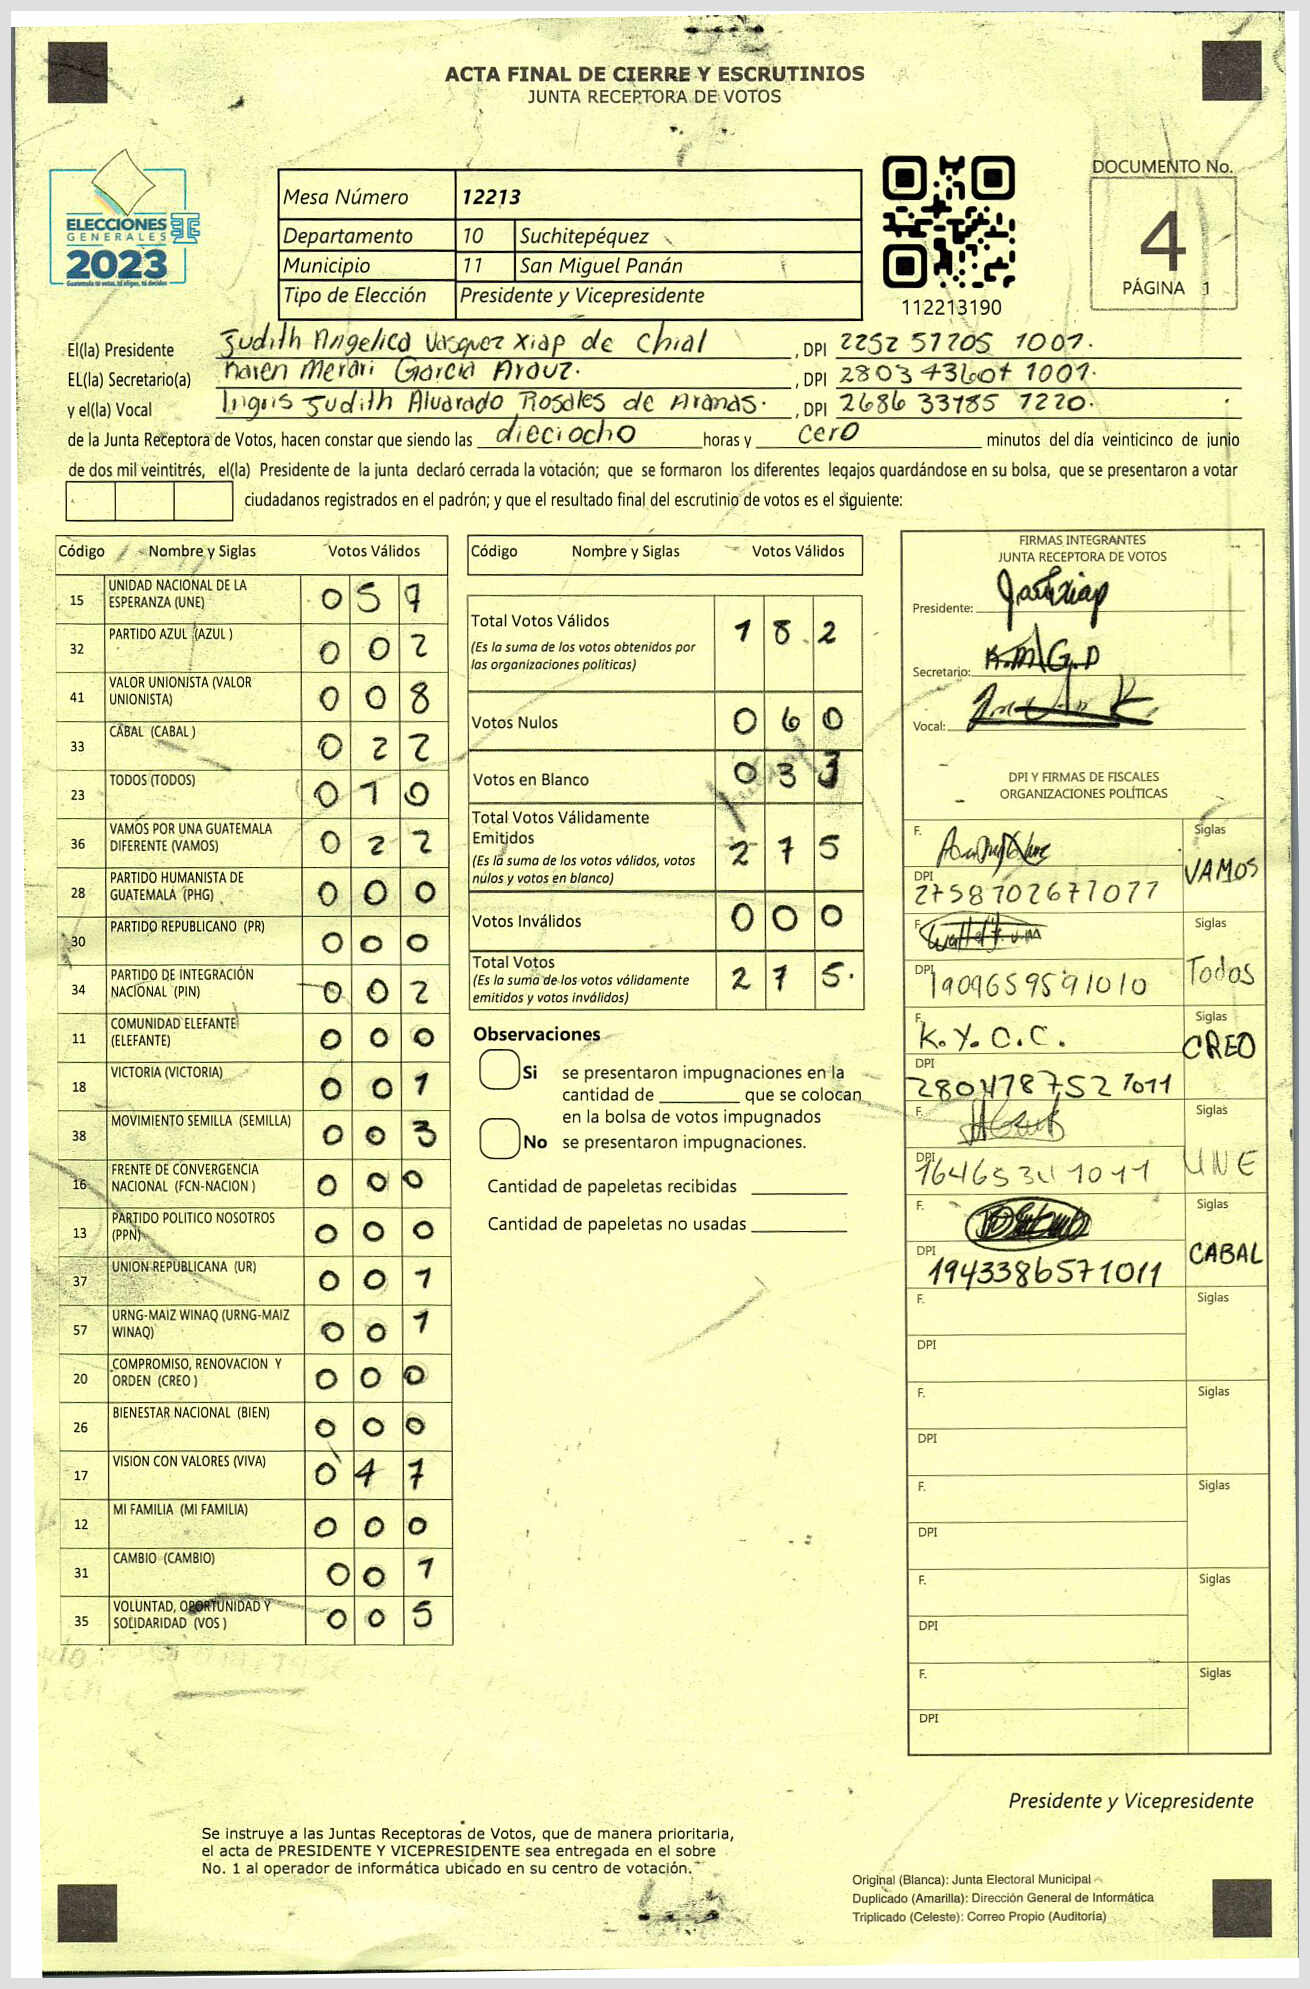 ACTA FINAL DE CIERRE Y ESCRUTINIOS
JUNTA RECEPTORA DE VOTOS
ELECCIONES
GENERALES
2023
Guatemala tú votas, tú eliges, tú decides
Mesa Número 12213
Departamento 10 Suchitepéquez
Municipio 11 San Miguel Panán
Tipo de Elección Presidente y Vicepresidente
112213190
DOCUMENTO No.
4
PÁGINA 1
El(la) Presidente Judith Angelica Vasquez Xiap de Chial , DPI 2252 51205 1001.
EL(la) Secretario(a) Karen Merari Garcia Arauz. , DPI 2803 43607 1001.
y el(la) Vocal Judith Alvarado Rosales de Aranas. , DPI 2686 33785 1220.
de la Junta Receptora de Votos, hacen constar que siendo las dieciocho horas y cero minutos del día veinticinco de junio
de dos mil veintitrés, el(la) Presidente de la junta declaró cerrada la votación; que se formaron los diferentes legajos quardándose en su bolsa, que se presentaron a votar
ciudadanos registrados en el padrón; y que el resultado final del escrutinio de votos es el siguiente:
Código Nombre y Siglas Votos Válidos
15 UNIDAD NACIONAL DE LA ESPERANZA (UNE) 0 5 7
32 PARTIDO AZUL (AZUL ) 0 0 2
41 VALOR UNIONISTA (VALOR UNIONISTA) 0 0 8
33 CABAL (CABAL ) 0 2 2
23 TODOS (TODOS) 0 1 0
36 VAMOS POR UNA GUATEMALA DIFERENTE (VAMOS) 0 2 2
28 PARTIDO HUMANISTA DE GUATEMALA (PHG) 0 0 0
30 PARTIDO REPUBLICANO (PR) 0 0 0
34 PARTIDO DE INTEGRACIÓN NACIONAL (PIN) 0 0 2
11 COMUNIDAD ELEFANTE (ELEFANTE) 0 0 0
18 VICTORIA (VICTORIA) 0 0 1
38 MOVIMIENTO SEMILLA (SEMILLA) 0 0 3
16 FRENTE DE CONVERGENCIA NACIONAL (FCN-NACION ) 0 0 0
13 PARTIDO POLITICO NOSOTROS (PPN) 0 0 0
37 UNION REPUBLICANA (UR) 0 0 1
57 URNG-MAIZ WINAQ (URNG-MAIZ WINAQ) 0 0 1
20 COMPROMISO, RENOVACION Y ORDEN (CREO ) 0 0 0
26 BIENESTAR NACIONAL (BIEN) 0 0 0
17 VISION CON VALORES (VIVA) 0 4 7
12 MI FAMILIA (MI FAMILIA) 0 0 0
31 CAMBIO (CAMBIO) 0 0 1
35 VOLUNTAD, OPORTUNIDAD Y SOLIDARIDAD (VOS ) 0 0 5
Código Nombre y Siglas Votos Válidos
Total Votos Válidos 1 8 2
(Es la suma de los votos obtenidos por
las organizaciones políticas)
Votos Nulos 0 6 0
Votos en Blanco 0 3 3
Total Votos Válidamente
Emitidos 2 7 5
(Es la suma de los votos válidos, votos
nulos y votos en blanco)
Votos Inválidos 0 0 0
Total Votos 2 7 5.
(Es la suma de los votos válidamente
emitidos y votos inválidos)
Observaciones
Si se presentaron impugnaciones en la
cantidad de ________ que se colocan
en la bolsa de votos impugnados
No se presentaron impugnaciones.
Cantidad de papeletas recibidas
Cantidad de papeletas no usadas
FIRMAS INTEGRANTES
JUNTA RECEPTORA DE VOTOS
Presidente:
Secretario: K.M.G.
Vocal:
DPI Y FIRMAS DE FISCALES
ORGANIZACIONES POLÍTICAS
F. Siglas VAMOS
DPI 2758702671077
F. Siglas Todos
DPI 1909659591010
F. K.Y.C.C. Siglas CREO
DPI 2804787521011
F. Siglas UNE
DPI
F. Siglas CABAL
DPI 1943386571011
F. Siglas
DPI
F. Siglas
DPI
F. Siglas
DPI
F. Siglas
DPI
F. Siglas
DPI
Presidente y Vicepresidente
Se instruye a las Juntas Receptoras de Votos, que de manera prioritaria,
el acta de PRESIDENTE Y VICEPRESIDENTE sea entregada en el sobre
No. 1 al operador de informática ubicado en su centro de votación.
Original (Blanca): Junta Electoral Municipal
Duplicado (Amarilla): Dirección General de Informática
Triplicado (Celeste): Correo Propio (Auditoría)